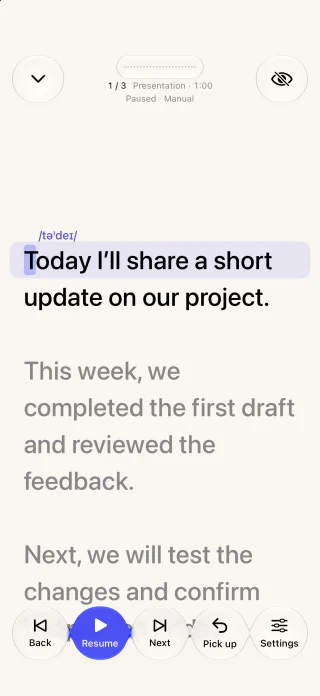 1 / 3 Presentation · 1:00
Paused · Manual
/təˈdeɪ/
Today I’ll share a short
update on our project.
This week, we
completed the first draft
and reviewed the
feedback.
Next, we will test the
changes and confirm
Back
Resume
Next
Pick up
Settings